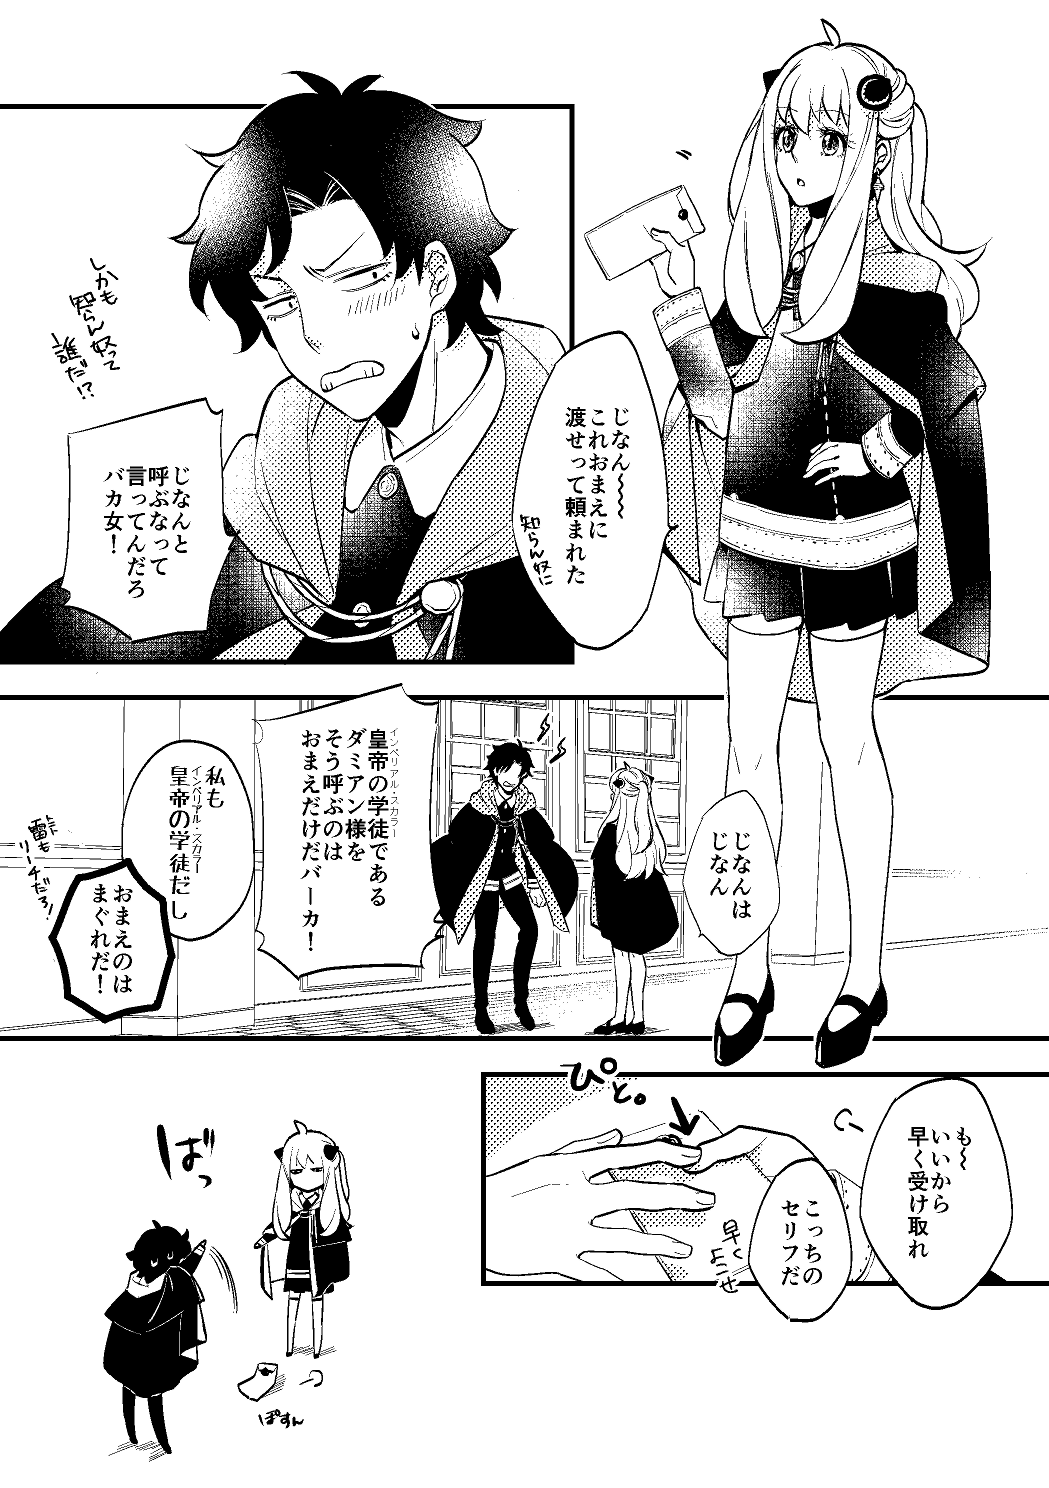 じなん～～～
これおまえに
渡せって頼まれた
知らん奴に
じなんと
呼ぶなって
言ってんだろ
バカ女！
しかも
知らん奴って
誰だ!?
じなんは
じなん
皇帝の学徒である
インペリアル・スカラー
ダミアン様を
そう呼ぶのは
おまえだけだバーカ！
私も
皇帝の学徒だし
インペリアル・スカラー
おまえのは
まぐれだ！
雷も
トニト
リーチだろ！
も～
いいから
早く受け取れ
ぴと。
こっちの
セリフだ
早く
よこせ
ばっ
ぽすん